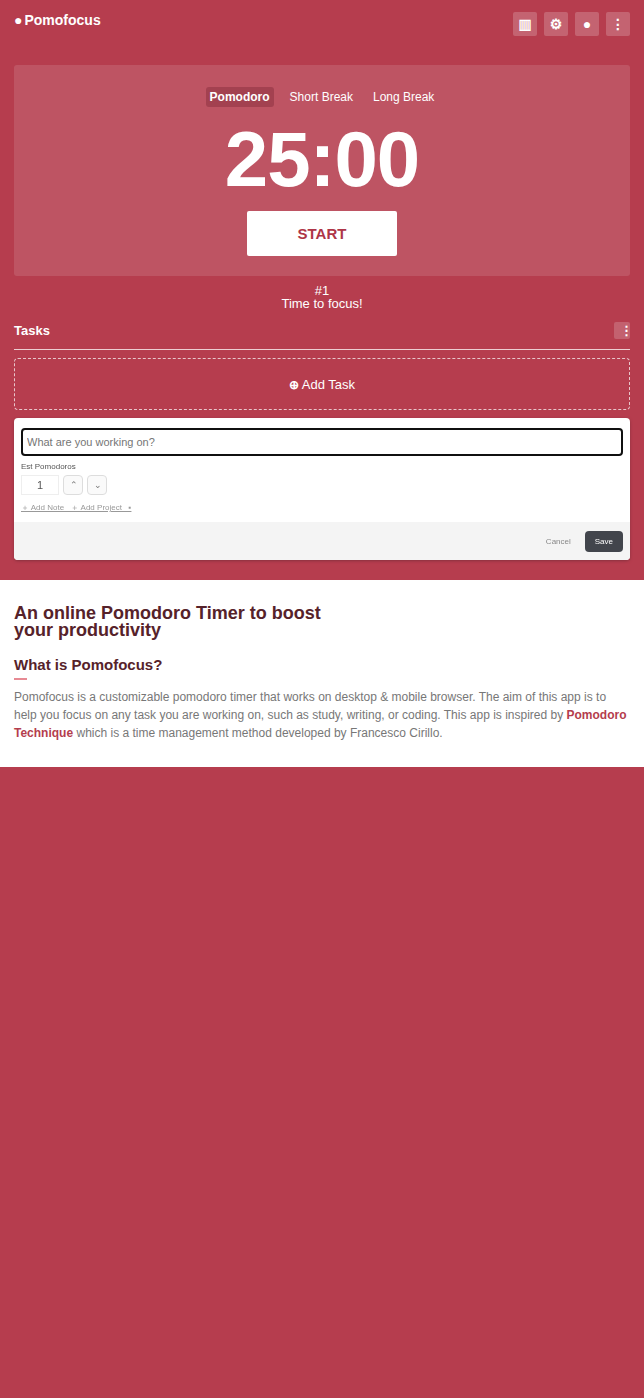 Pomofocus
Pomodoro Short Break Long Break
25:00
START
#1
Time to focus!
Tasks
⊕ Add Task
What are you working on?
Est Pomodoros
1
+ Add Note + Add Project
Cancel Save
An online Pomodoro Timer to boost
your productivity
What is Pomofocus?
Pomofocus is a customizable pomodoro timer that works on desktop & mobile browser. The aim of this app is to
help you focus on any task you are working on, such as study, writing, or coding. This app is inspired by Pomodoro
Technique which is a time management method developed by Francesco Cirillo.